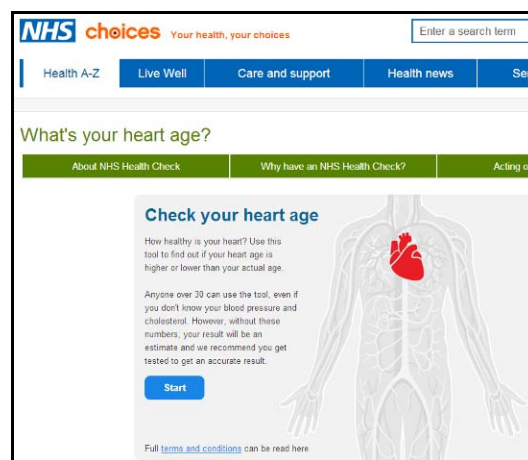 NHS choices Your health, your choices
Enter a search term
Health A-Z Live Well Care and support Health news
What's your heart age?
About NHS Health Check Why have an NHS Health Check? Acting
Check your heart age
How healthy is your heart? Use this
tool to find out if your heart age is
higher or lower than your actual age.
Anyone over 30 can use the tool, even if
you don't know your blood pressure and
cholesterol. However, without these
numbers, your result will be an
estimate and we recommend you get
tested to get an accurate result.
Start
Full terms and conditions can be read here